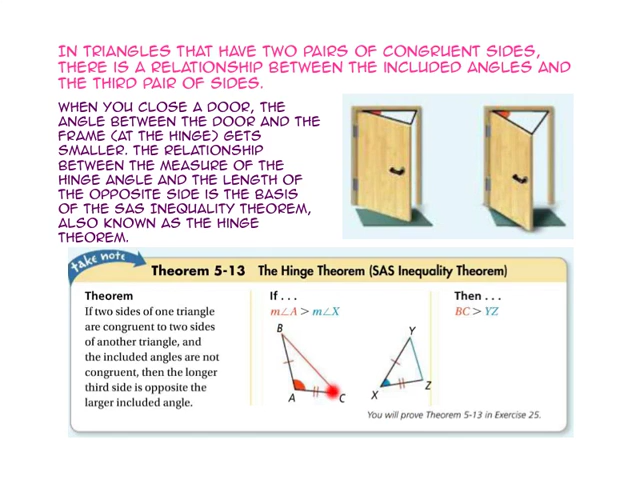 IN TRIANGLES THAT HAVE TWO PAIRS OF CONGRUENT SIDES,
THERE IS A RELATIONSHIP BETWEEN THE INCLUDED ANGLES AND
THE THIRD PAIR OF SIDES.
WHEN YOU CLOSE A DOOR, THE
ANGLE BETWEEN THE DOOR AND THE
FRAME (AT THE HINGE) GETS
SMALLER. THE RELATIONSHIP
BETWEEN THE MEASURE OF THE
HINGE ANGLE AND THE LENGTH OF
THE OPPOSITE SIDE IS THE BASIS
OF THE SAS INEQUALITY THEOREM,
ALSO KNOWN AS THE HINGE
THEOREM.
take note
Theorem 5-13 The Hinge Theorem (SAS Inequality Theorem)
Theorem
If two sides of one triangle
are congruent to two sides
of another triangle, and
the included angles are not
congruent, then the longer
third side is opposite the
larger included angle.
If . . .
m∠A > m∠X
B
A
C
Y
X
Z
Then . . .
BC > YZ
You will prove Theorem 5-13 in Exercise 25.